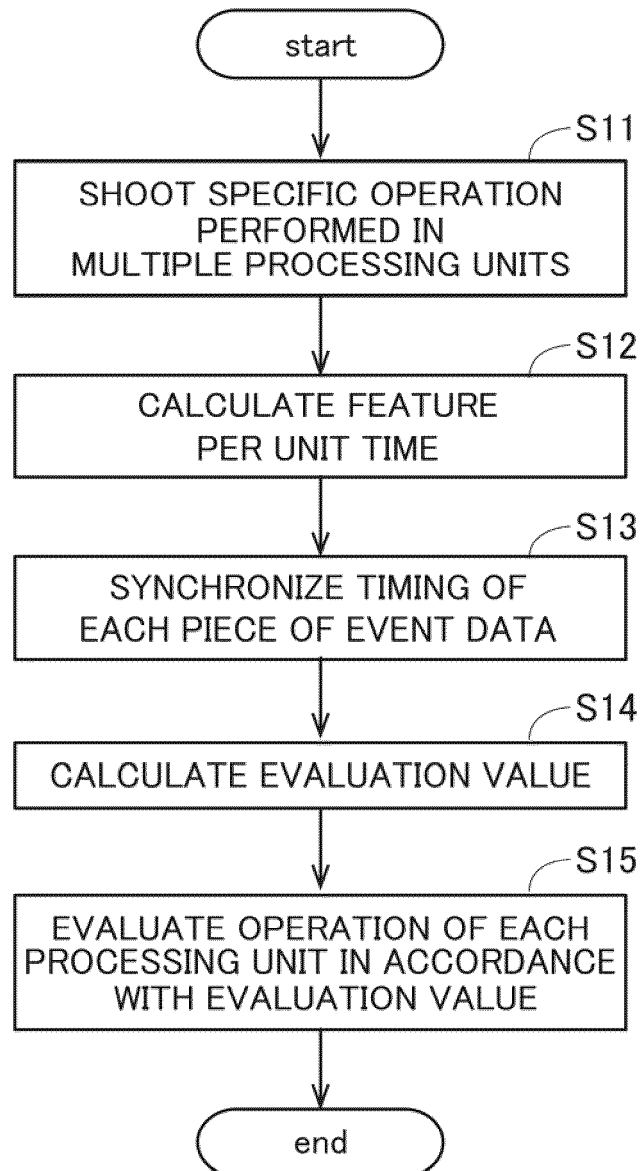 start
S11
SHOOT SPECIFIC OPERATION
PERFORMED IN
MULTIPLE PROCESSING UNITS
S12
CALCULATE FEATURE
PER UNIT TIME
S13
SYNCHRONIZE TIMING OF
EACH PIECE OF EVENT DATA
S14
CALCULATE EVALUATION VALUE
S15
EVALUATE OPERATION OF EACH
PROCESSING UNIT IN ACCORDANCE
WITH EVALUATION VALUE
end